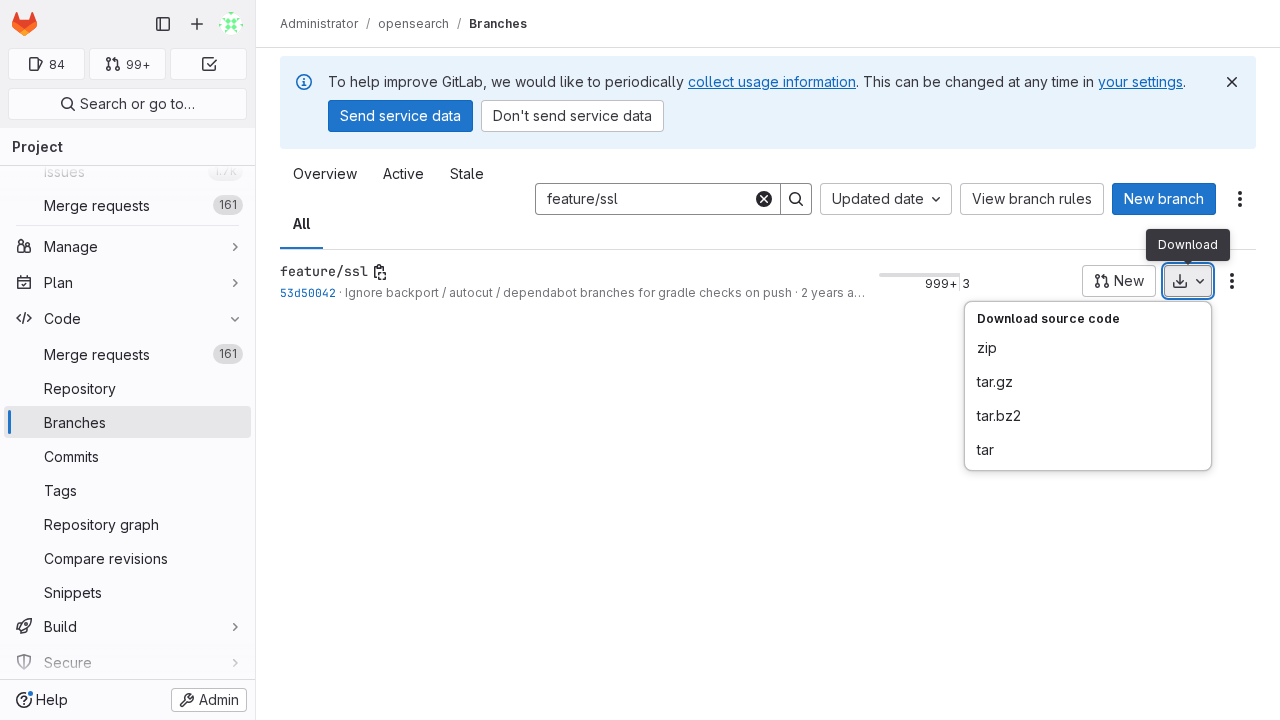 84
99+
Search or go to…
Project
Issues
1.7k
Merge requests
161
Manage
Plan
Code
Merge requests
161
Repository
Branches
Commits
Tags
Repository graph
Compare revisions
Snippets
Build
Secure
Help
Admin
Administrator / opensearch / Branches
To help improve GitLab, we would like to periodically collect usage information. This can be changed at any time in your settings.
Send service data
Don't send service data
Overview
Active
Stale
All
feature/ssl
Updated date
View branch rules
New branch
Download
feature/ssl
53d50042 · Ignore backport / autocut / dependabot branches for gradle checks on push · 2 years a…
999+
3
New
Download source code
zip
tar.gz
tar.bz2
tar